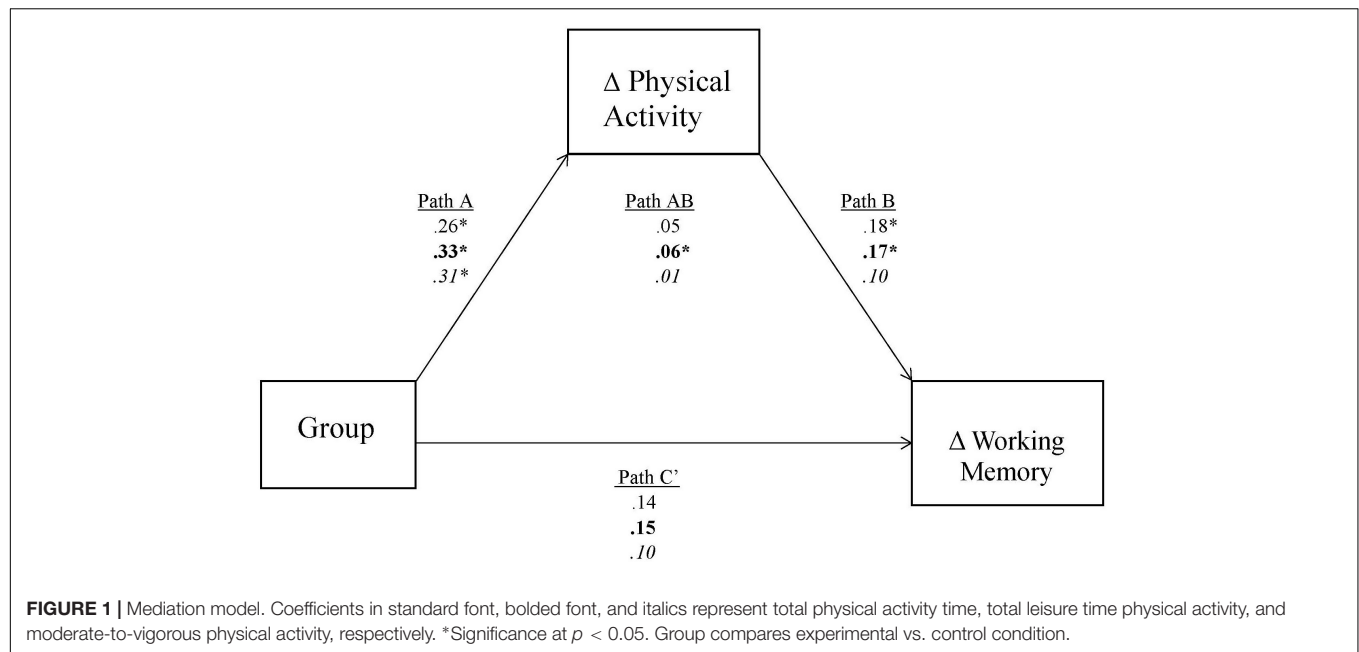 Δ Physical
Activity
Path A
.26*
.33*
.31*
Path AB
.05
.06*
.01
Path B
.18*
.17*
.10
Group
Δ Working
Memory
Path C’
.14
.15
.10
FIGURE 1 | Mediation model. Coefficients in standard font, bolded font, and italics represent total physical activity time, total leisure time physical activity, and
moderate-to-vigorous physical activity, respectively. *Significance at p < 0.05. Group compares experimental vs. control condition.